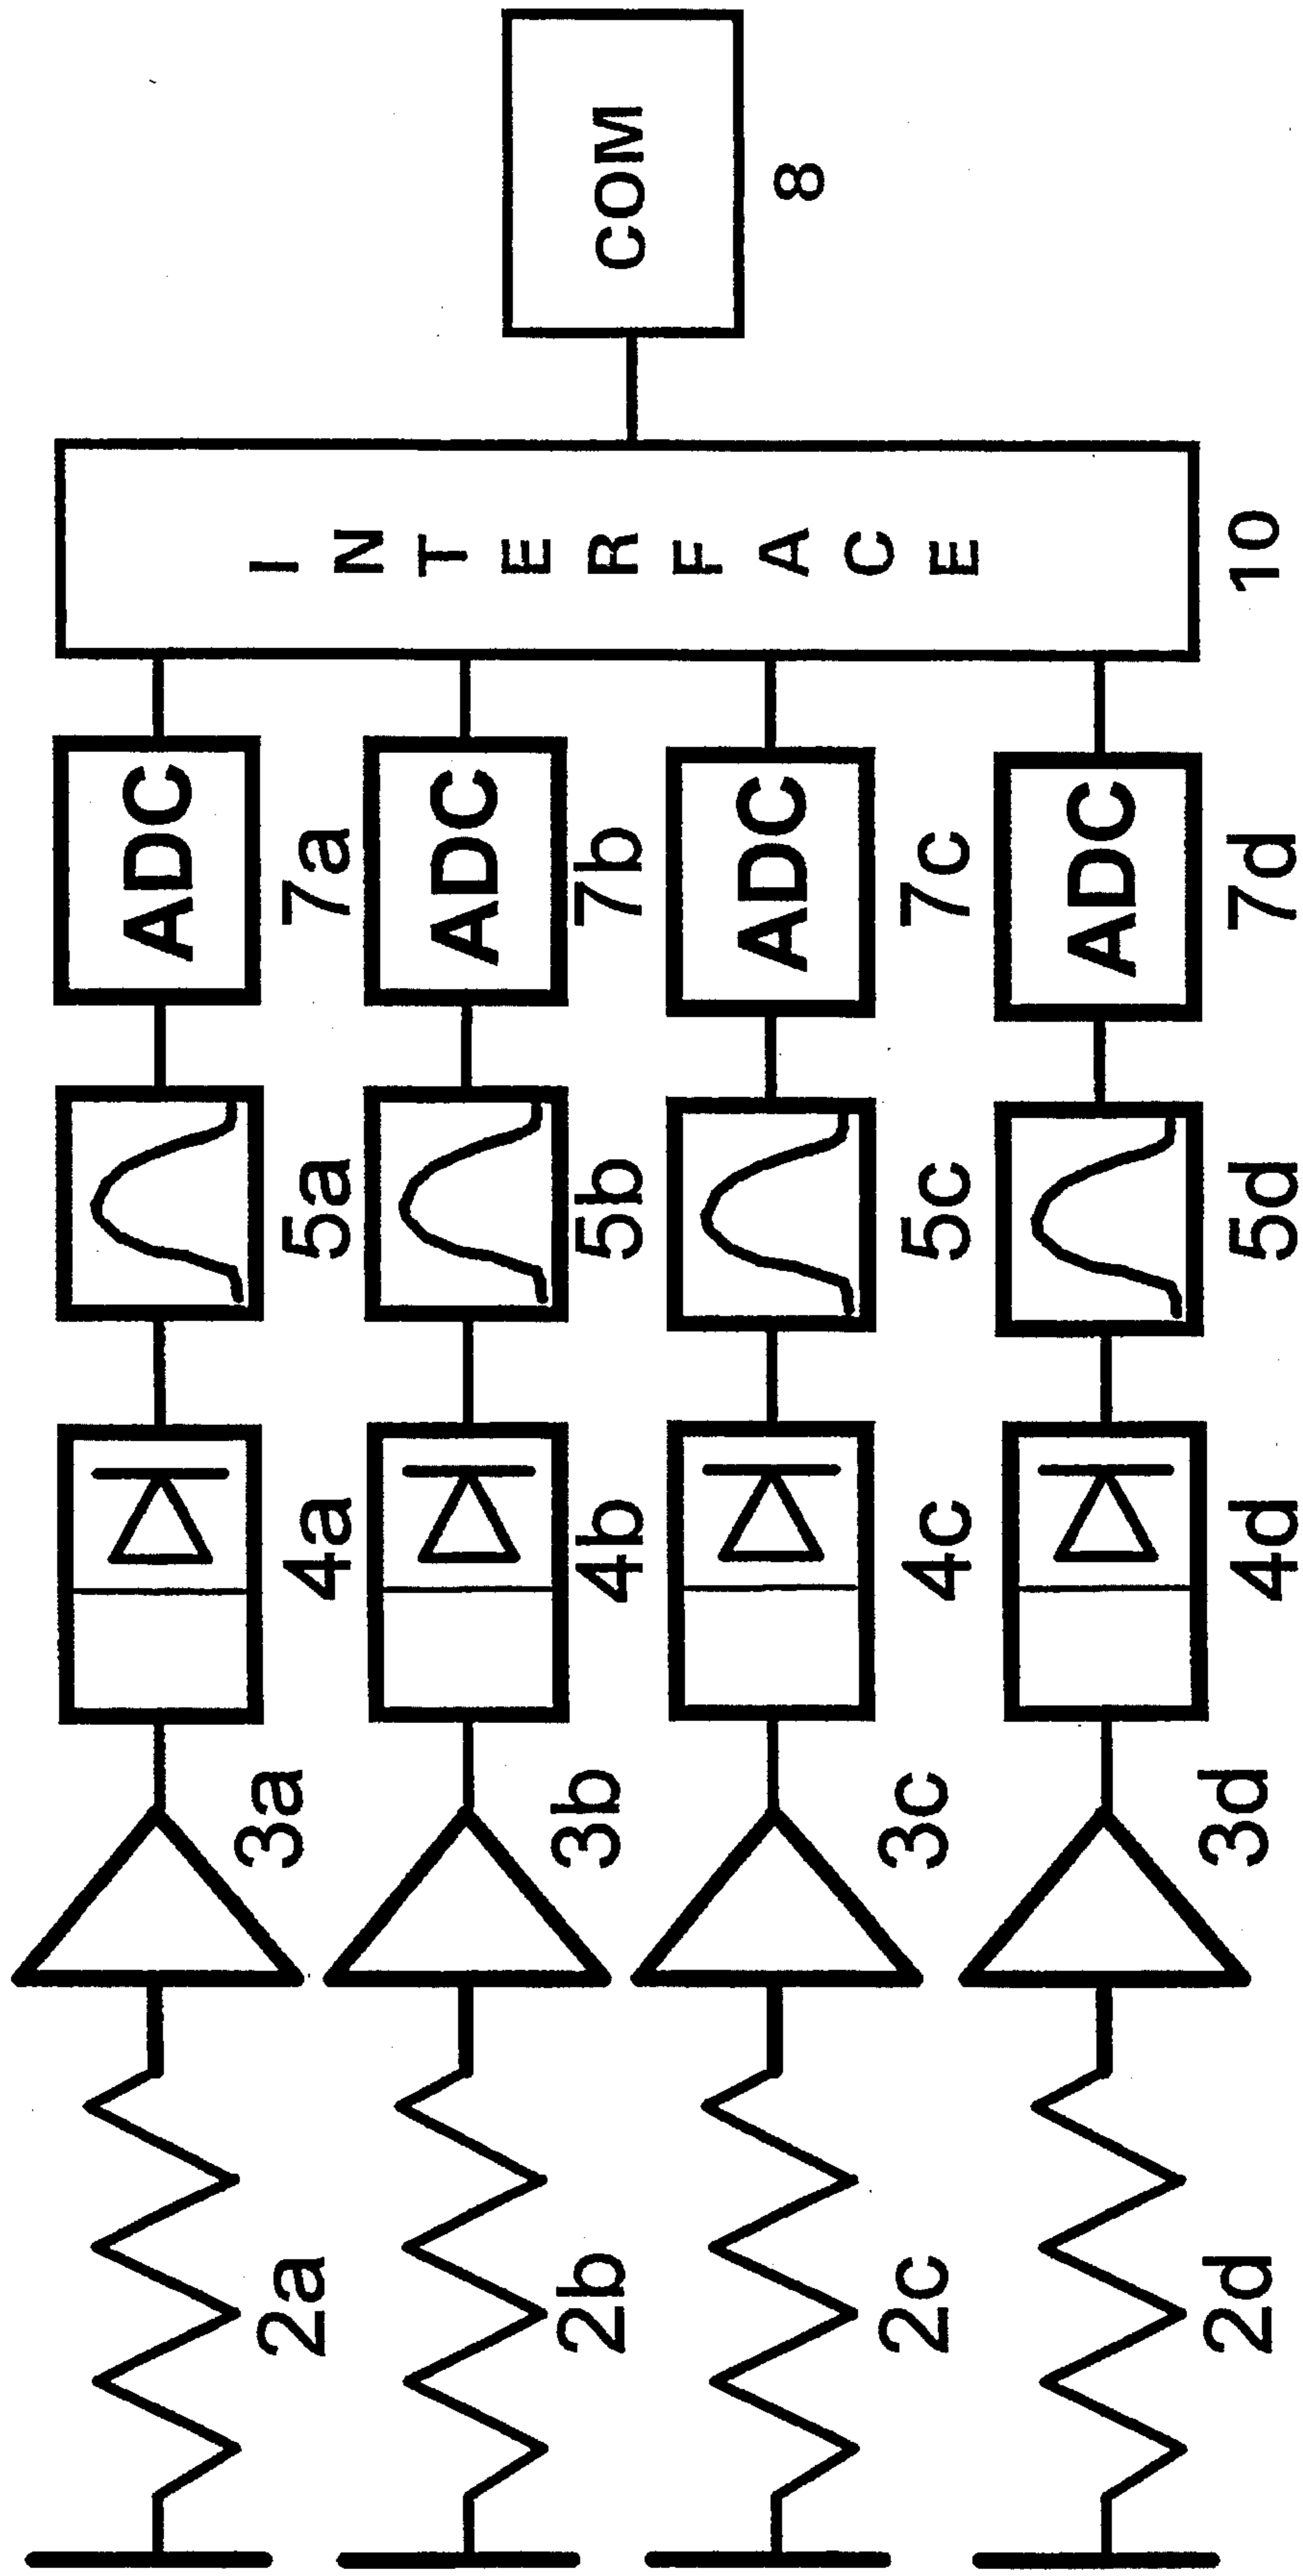 COM
8
INTERFACE
10
ADC
ADC
ADC
ADC
7a
7b
7c
7d
5a
5b
5c
5d
4a
4b
4c
4d
3a
3b
3c
3d
2a
2b
2c
2d